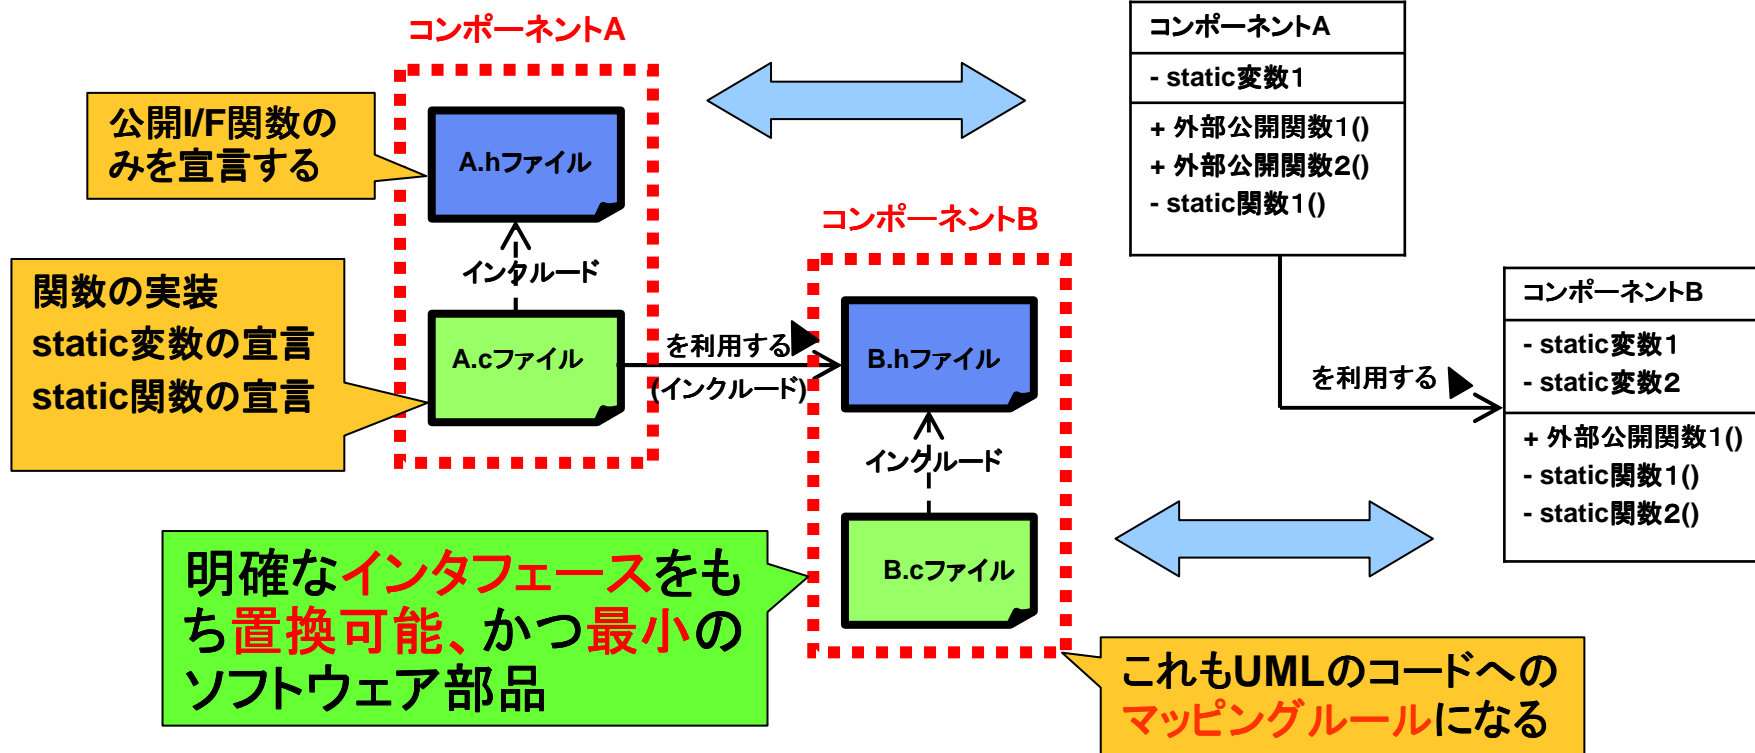 コンポーネントA
公開I/F関数の
みを宣言する
A.hファイル
インクルード
関数の実装
static変数の宣言
static関数の宣言
A.cファイル
を利用する
(インクルード)
コンポーネントB
B.hファイル
インクルード
B.cファイル
明確なインタフェースをも
ち置換可能、かつ最小の
ソフトウェア部品
コンポーネントA
- static変数1
+ 外部公開関数1()
+ 外部公開関数2()
- static関数1()
を利用する
コンポーネントB
- static変数1
- static変数2
+ 外部公開関数1()
- static関数1()
- static関数2()
これもUMLのコードへの
マッピングルールになる